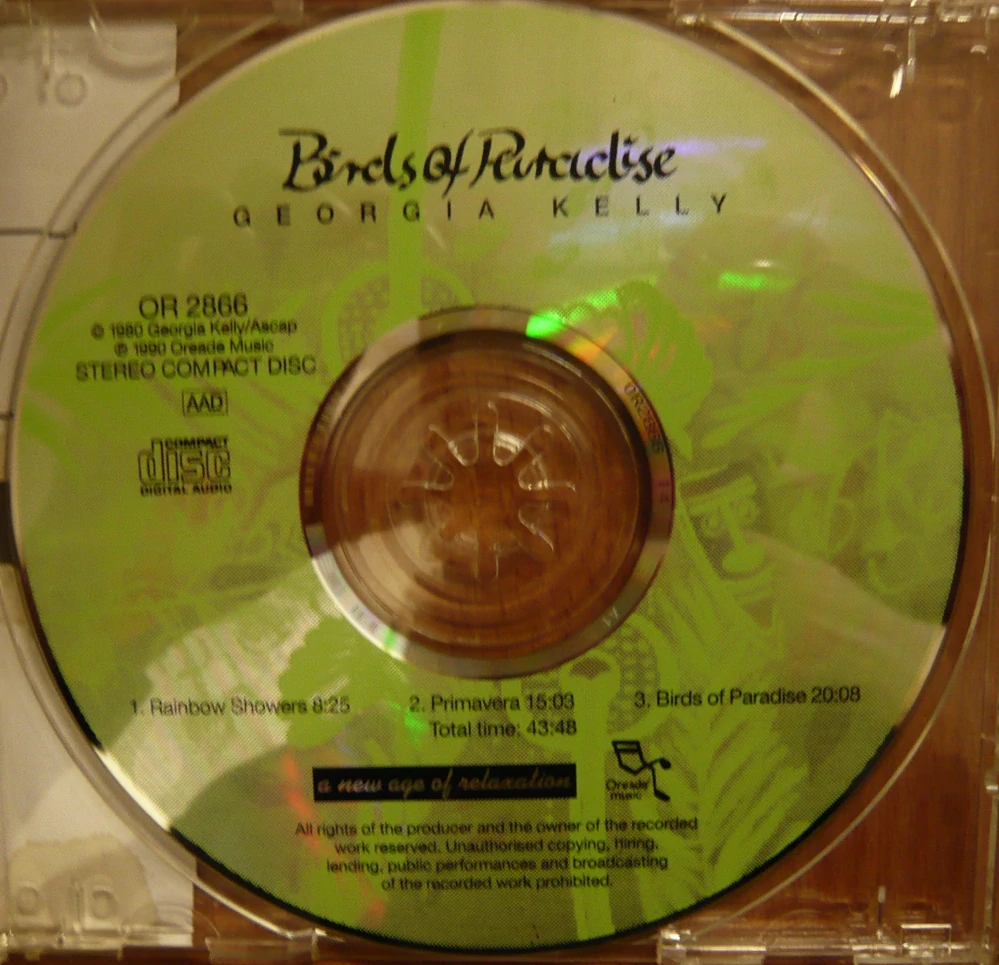 Birds of Paradise
GEORGIA KELLY
OR 2866
© 1980 Georgia Kelly/Ascap
℗ 1990 Oreade Music
STEREO COMPACT DISC
AAD
COMPACT
disc
DIGITAL AUDIO
OR2866
1. Rainbow Showers 8:25
2. Primavera 15:03
3. Birds of Paradise 20:08
Total time: 43:48
a new age of relaxation
Oreade
music
All rights of the producer and the owner of the recorded
work reserved. Unauthorised copying, hiring,
lending, public performances and broadcasting
of the recorded work prohibited.